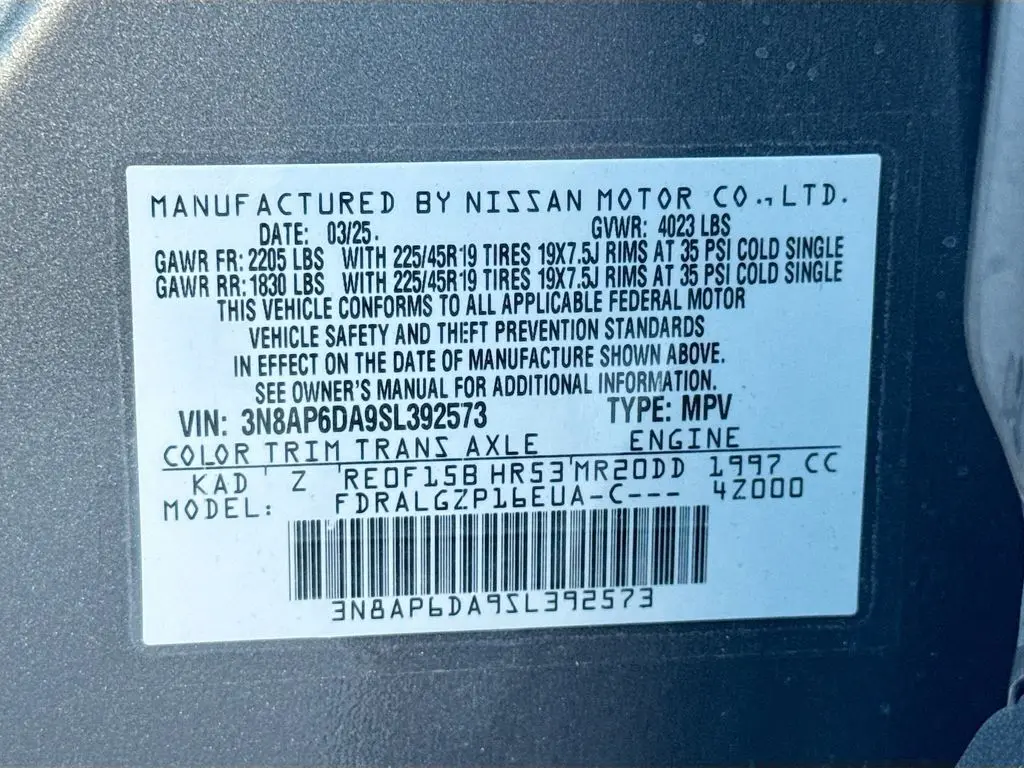 MANUFACTURED BY NISSAN MOTOR CO., LTD.
DATE: 03/25. GVWR: 4023 LBS
GAWR FR: 2205 LBS WITH 225/45R19 TIRES 19X7.5J RIMS AT 35 PSI COLD SINGLE
GAWR RR: 1830 LBS WITH 225/45R19 TIRES 19X7.5J RIMS AT 35 PSI COLD SINGLE
THIS VEHICLE CONFORMS TO ALL APPLICABLE FEDERAL MOTOR
VEHICLE SAFETY AND THEFT PREVENTION STANDARDS
IN EFFECT ON THE DATE OF MANUFACTURE SHOWN ABOVE.
SEE OWNER'S MANUAL FOR ADDITIONAL INFORMATION.
VIN: 3N8AP6DA9SL392573 TYPE: MPV
COLOR TRIM TRANS AXLE ENGINE
KAD Z RE0F15B HR53 MR20DD 1997 CC
MODEL: FDRALGZP16EUA-C--- 42000
3N8AP6DA9SL392573